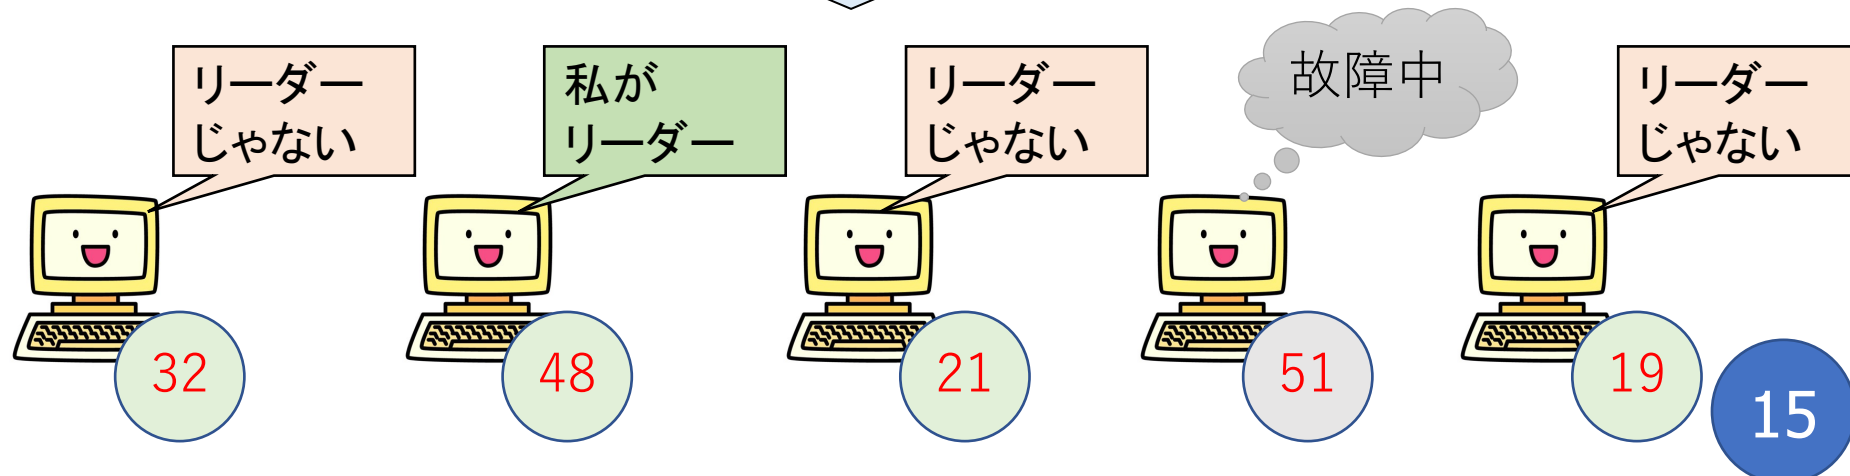 リーダー
じゃない
私が
リーダー
リーダー
じゃない
故障中
リーダー
じゃない
32
48
21
51
19
15